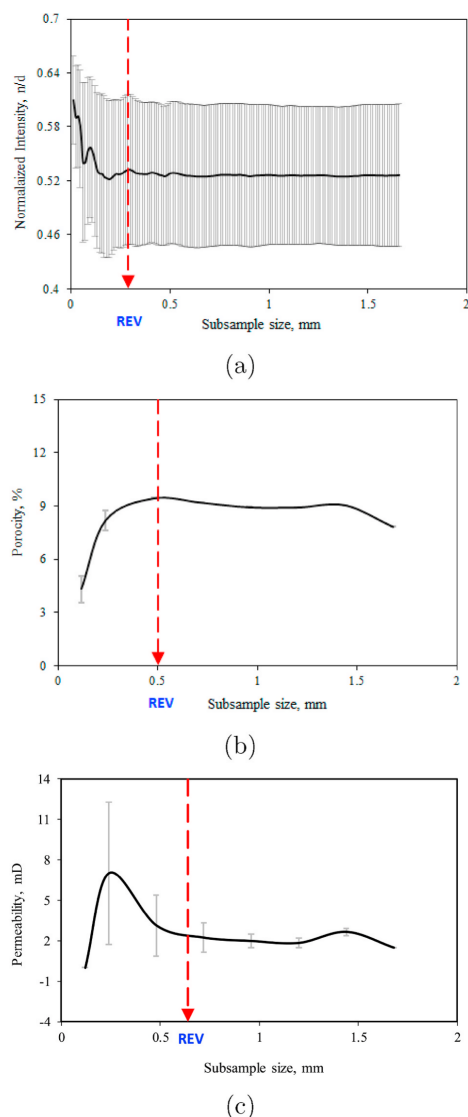 0.7
0.64
0.58
0.52
0.46
0.4
Normalaized Intensity, n/d
0 0.5 1 1.5 2
REV
Subsample size, mm
(a)
15
12
9
6
3
0
Porocity, %
0 0.5 1 1.5 2
REV
Subsample size, mm
(b)
14
11
8
5
2
-1
-4
Permeability, mD
0 0.5 1 1.5 2
REV
Subsample size, mm
(c)